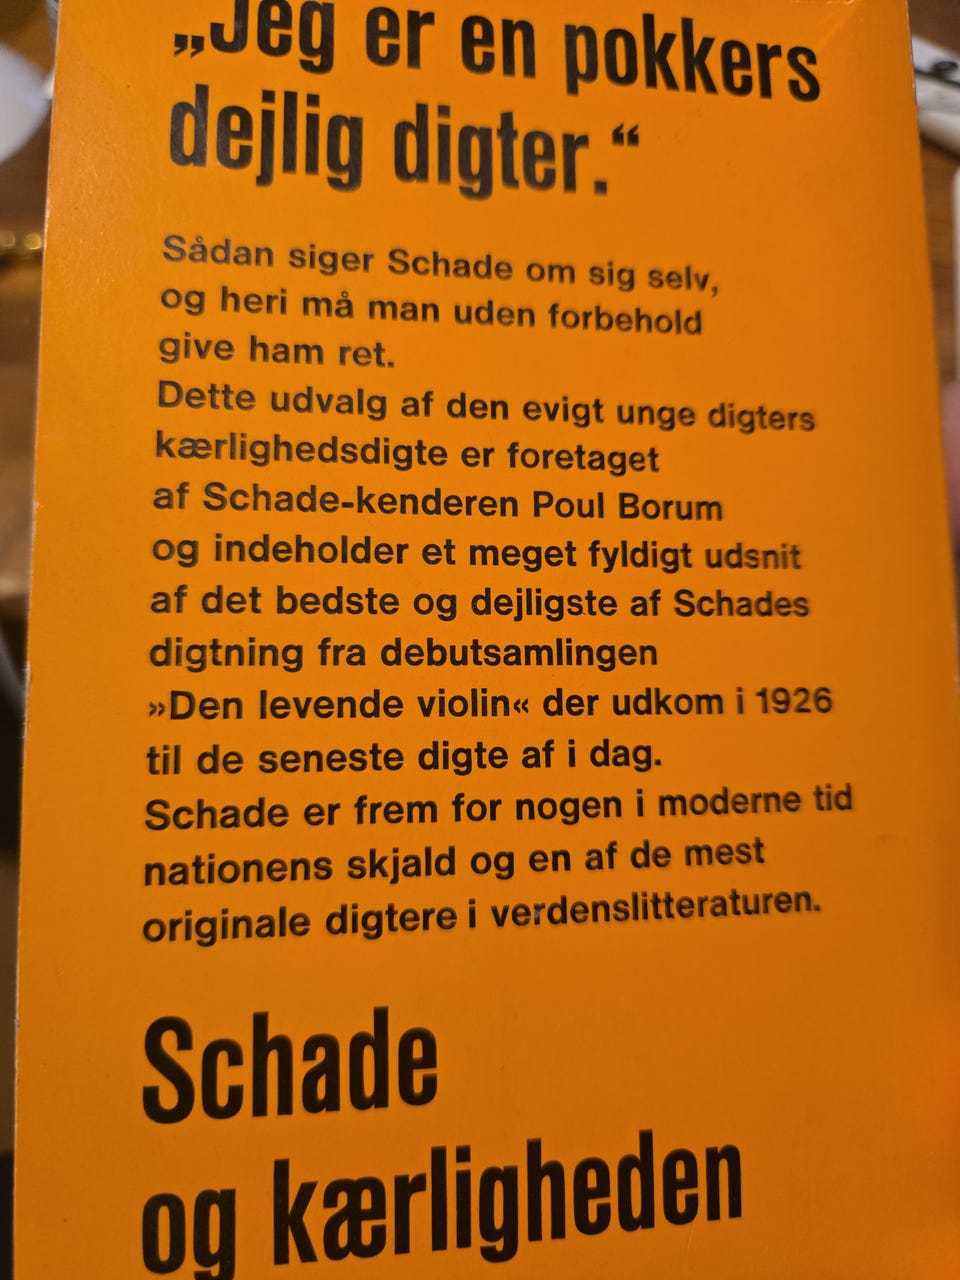 „Jeg er en pokkers
dejlig digter.“
Sådan siger Schade om sig selv,
og heri må man uden forbehold
give ham ret.
Dette udvalg af den evigt unge digters
kærlighedsdigte er foretaget
af Schade-kenderen Poul Borum
og indeholder et meget fyldigt udsnit
af det bedste og dejligste af Schades
digtning fra debutsamlingen
»Den levende violin« der udkom i 1926
til de seneste digte af i dag.
Schade er frem for nogen i moderne tid
nationens skjald og en af de mest
originale digtere i verdenslitteraturen.
Schade
og kærligheden